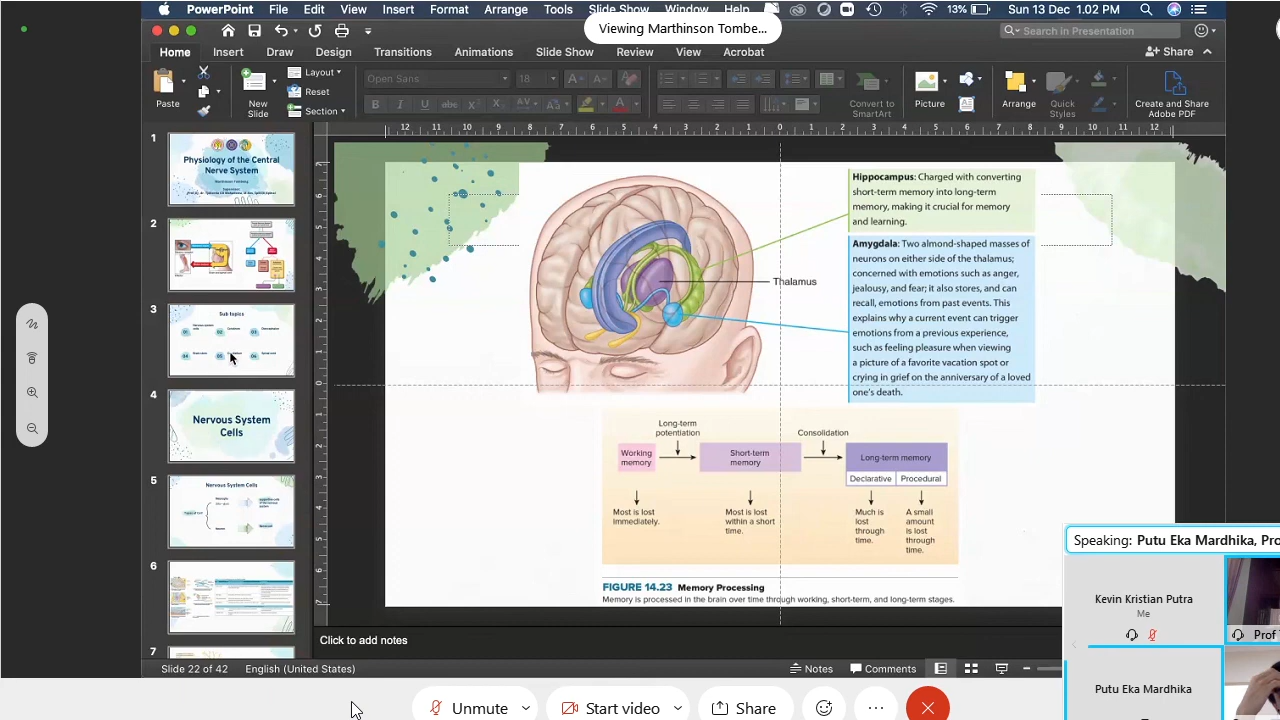 PowerPoint File Edit View Insert Format Arrange Tools Slide Show Window 13% Sun 13 Dec 1.02 PM
Viewing Marthinson Tombe...
Search in Presentation
Home Insert Draw Design Transitions Animations Slide Show Review View Acrobat Share
Paste
New Slide
Layout
Reset
Section
Open Sans 18
Convert to SmartArt
Picture
Arrange
Quick Styles
Create and Share Adobe PDF
1
Physiology of the Central
Nerve System
2
3
Sub topics
4
Nervous System
Cells
5
Nervous System Cells
6
7
Hippocampus: Charged with converting
short-term memory into long-term
memory, making it crucial for memory
and learning.
Amygdala: Two almond-shaped masses of
neurons on either side of the thalamus;
concerned with emotions such as anger,
jealousy, and fear; it also stores, and can
recall, emotions from past events. This
explains why a current event can trigger
emotions from a previous experience,
such as feeling pleasure when viewing
a picture of a favorite vacation spot or
crying in grief on the anniversary of a loved
one's death.
Thalamus
Long-term
potentiation
Consolidation
Working
memory
Short-term
memory
Long-term memory
Declarative Procedural
Most is lost
immediately.
Most is lost
within a short
time.
Much is
lost
through
time.
A small
amount
is lost
through
time.
FIGURE 14.23 Memory Processing
Memory is processed in the brain over time through working, short-term, and long-term stages.
Click to add notes
Slide 22 of 42 English (United States) Notes Comments
Speaking: Putu Eka Mardhika, Pro
Kevin Kristian Putra
Me
Prof
Putu Eka Mardhika
Unmute Start video Share